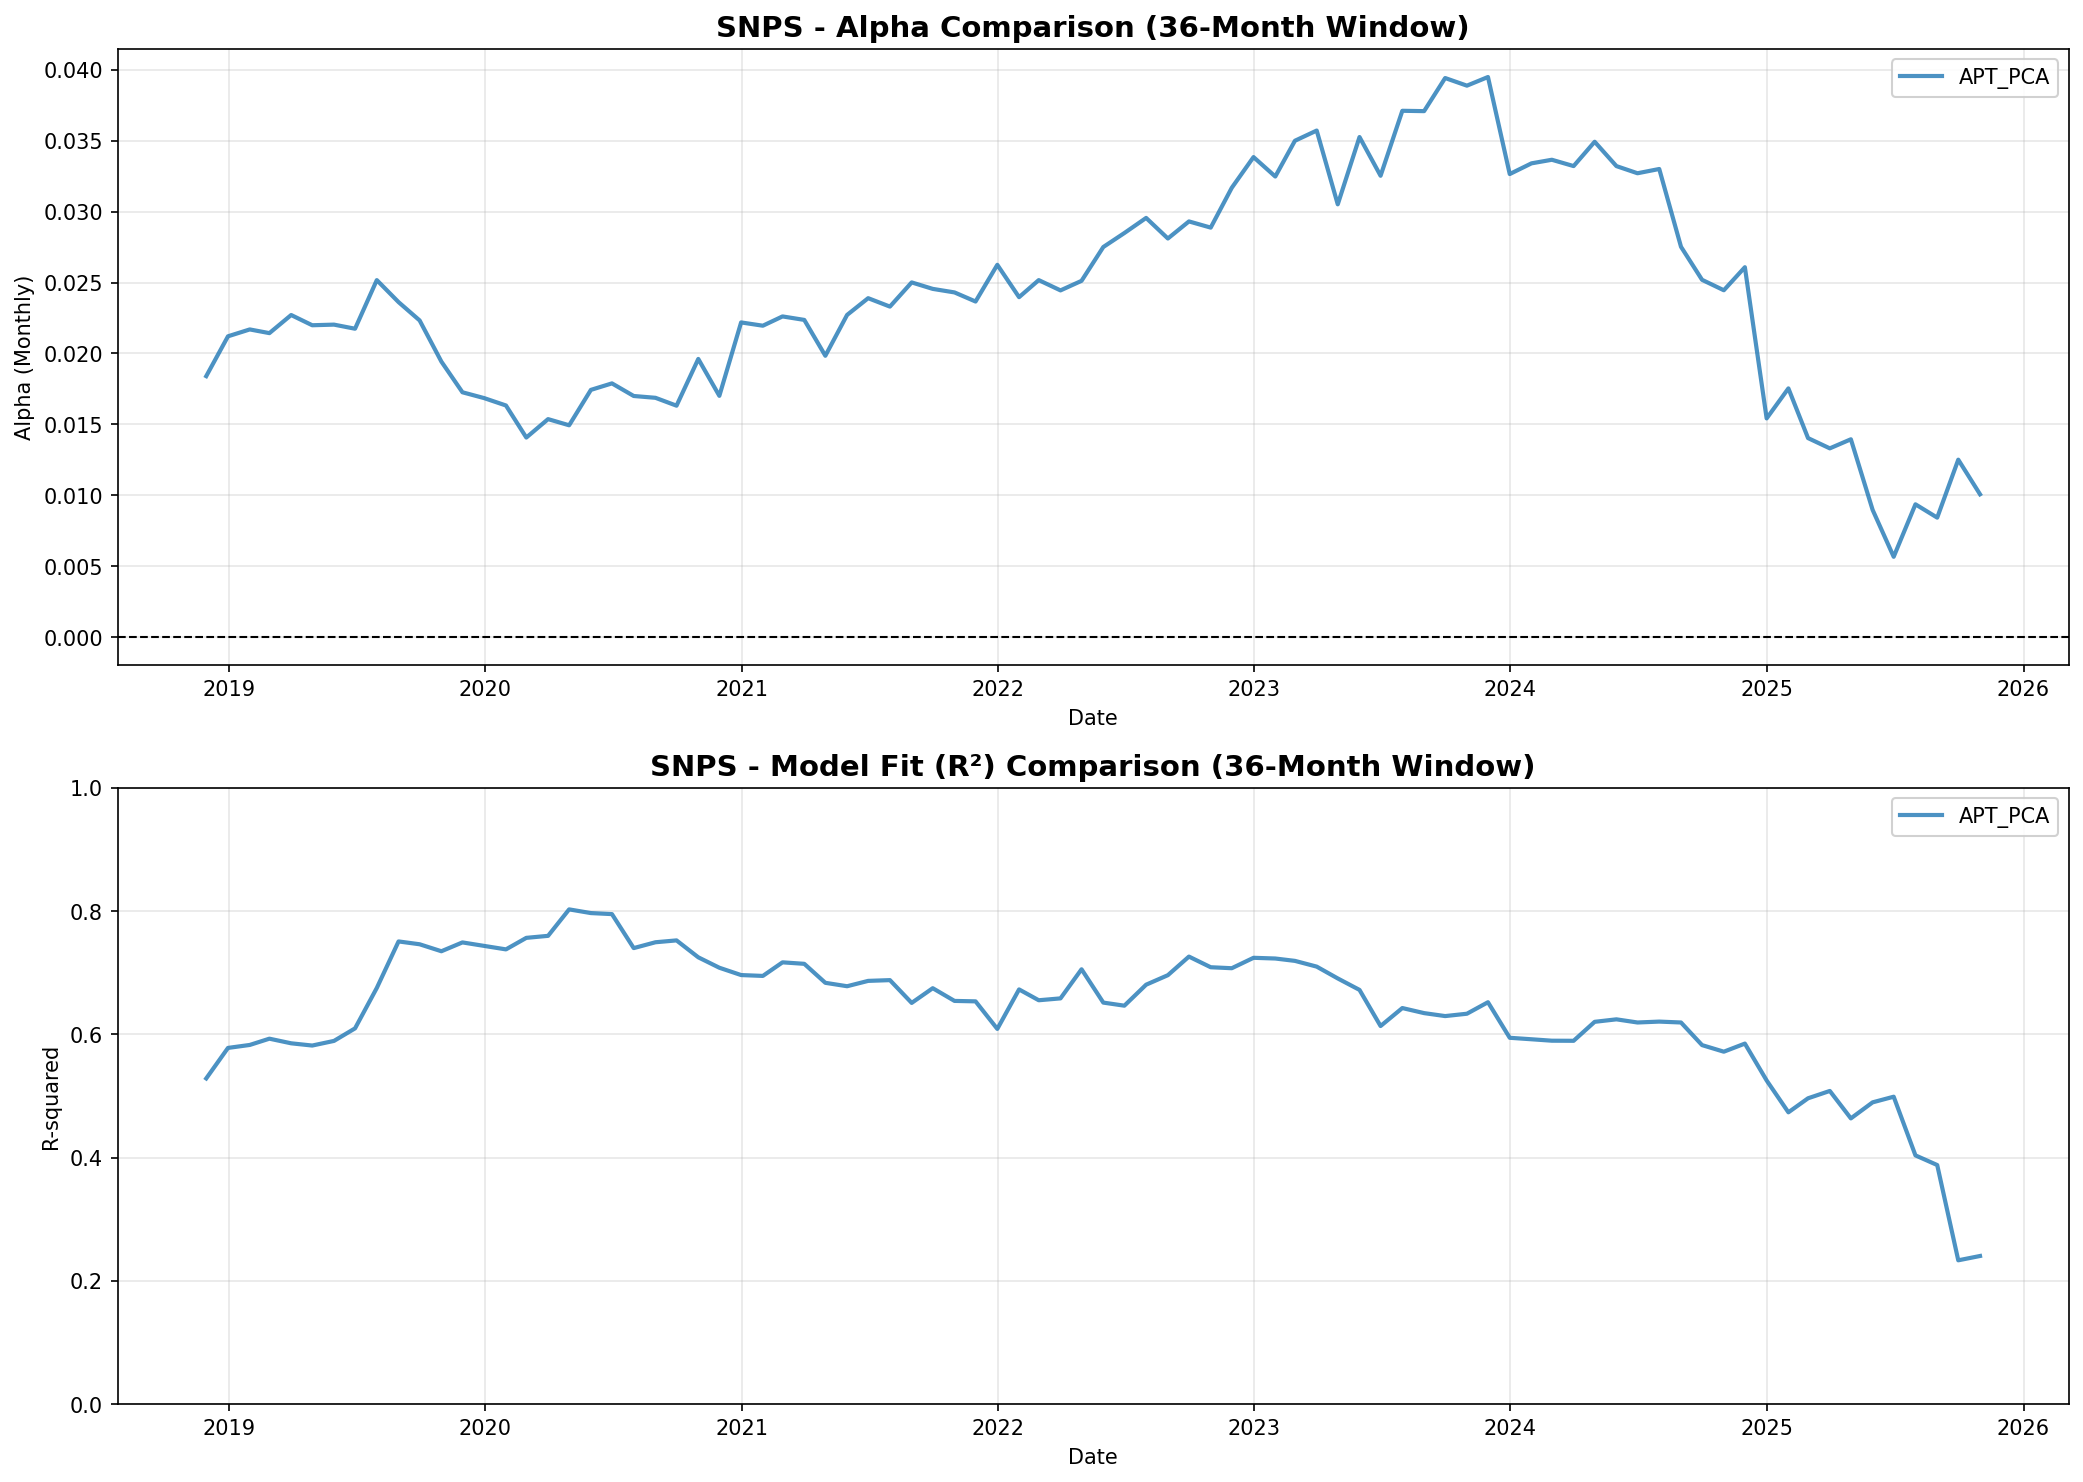 SNPS - Alpha Comparison (36-Month Window)
APT_PCA
Alpha (Monthly)
0.040
0.035
0.030
0.025
0.020
0.015
0.010
0.005
0.000
2019 2020 2021 2022 2023 2024 2025 2026
Date
SNPS - Model Fit (R²) Comparison (36-Month Window)
APT_PCA
R-squared
1.0
0.8
0.6
0.4
0.2
0.0
2019 2020 2021 2022 2023 2024 2025 2026
Date